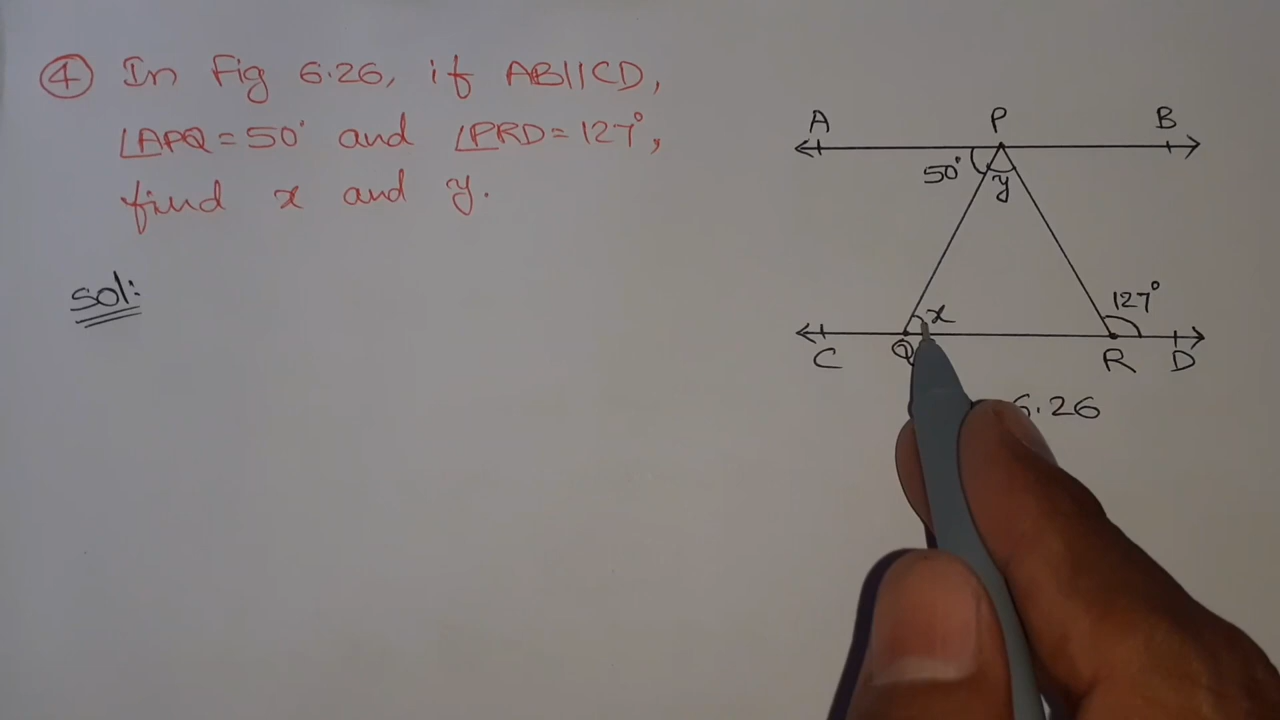 ④ In Fig 6.26, if AB||CD,
∠APQ = 50° and ∠PRD = 127°,
find x and y.
Sol:
A P B
50° y
127°
x
C Q R D
6.26